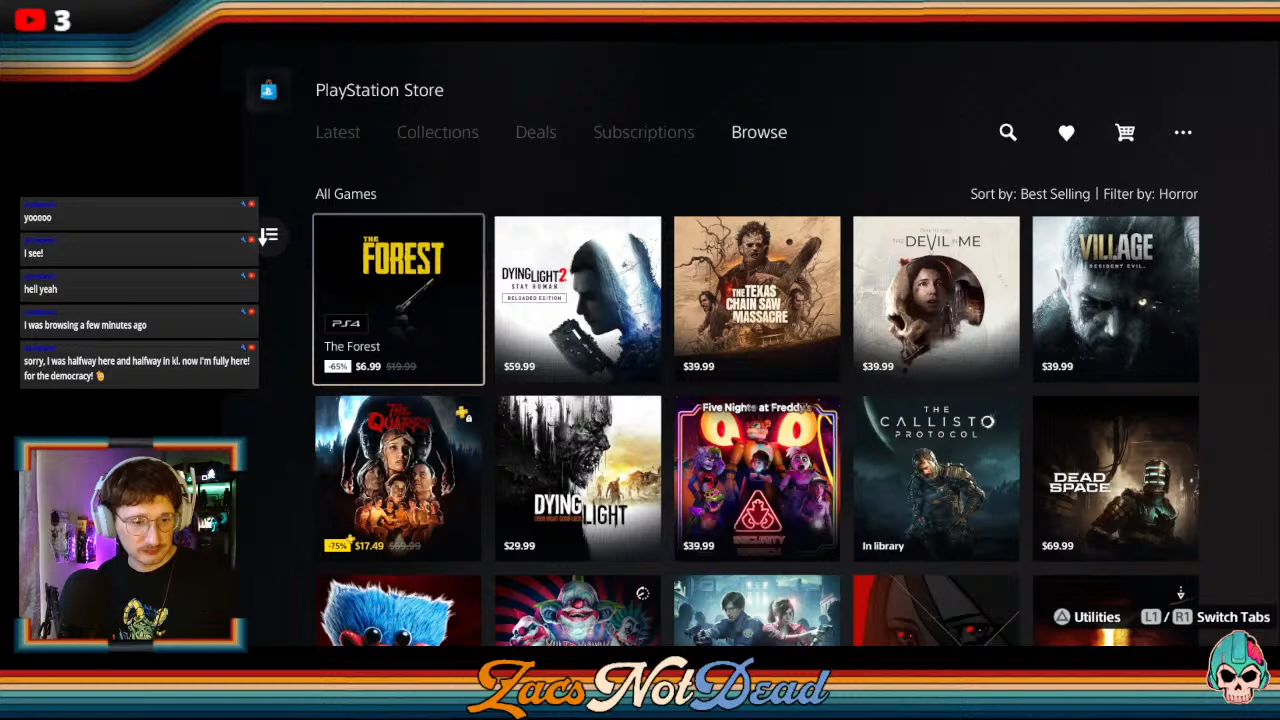 3
PlayStation Store
Latest Collections Deals Subscriptions Browse
All Games
Sort by: Best Selling | Filter by: Horror
yooooo
I see!
hell yeah
I was browsing a few minutes ago
sorry, I was halfway here and halfway in kl. now I'm fully here!
for the democracy!
THE
FOREST
PS4
The Forest
-65% $6.99 $19.99
DYING LIGHT 2
STAY HUMAN
RELOADED EDITION
$59.99
THE TEXAS
CHAIN SAW
MASSACRE
$39.99
THE DEVIL IN ME
$39.99
VILLAGE
RESIDENT EVIL
$39.99
THE
QUARRY
-75% $17.49 $69.99
DYING
LIGHT
$29.99
Five Nights at Freddy's
SECURITY
$39.99
THE
CALLISTO
PROTOCOL
In library
DEAD
SPACE
$69.99
Utilities L1 / R1 Switch Tabs
ZacsNotDead